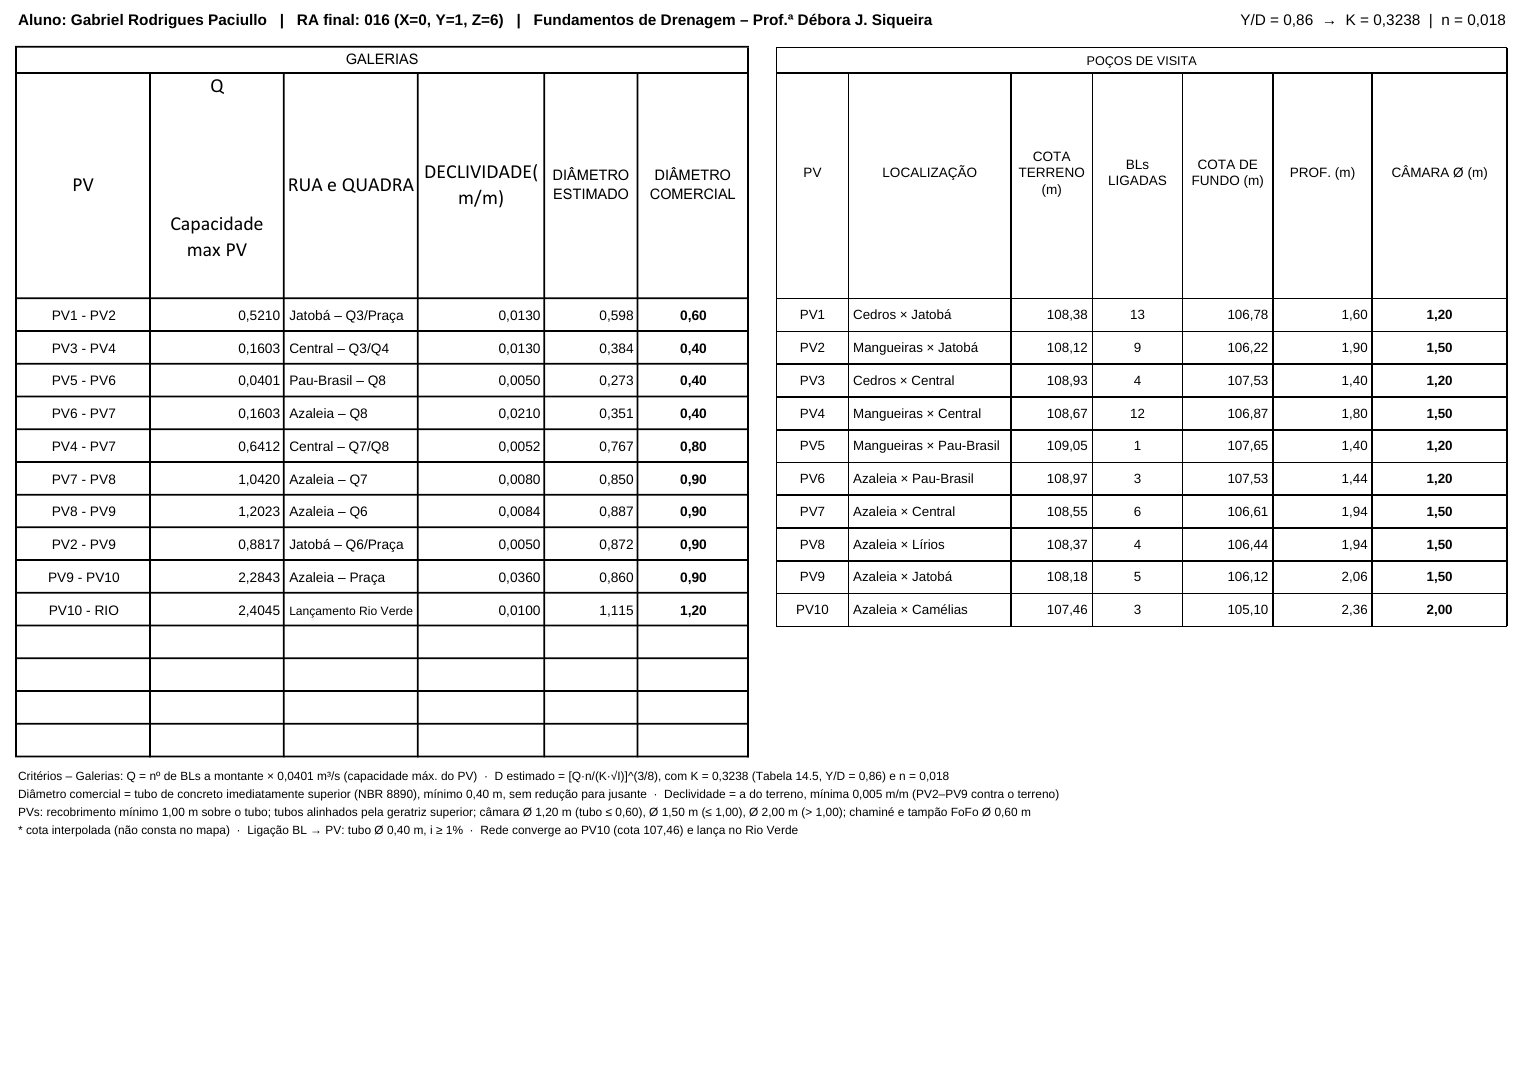 Aluno: Gabriel Rodrigues Paciullo | RA final: 016 (X=0, Y=1, Z=6) | Fundamentos de Drenagem – Prof.ª Débora J. Siqueira
Y/D = 0,86 → K = 0,3238 | n = 0,018
GALERIAS
PV
Q
Capacidade
max PV
RUA e QUADRA
DECLIVIDADE(
m/m)
DIÂMETRO
ESTIMADO
DIÂMETRO
COMERCIAL
PV1 - PV2 0,5210 Jatobá – Q3/Praça 0,0130 0,598 0,60
PV3 - PV4 0,1603 Central – Q3/Q4 0,0130 0,384 0,40
PV5 - PV6 0,0401 Pau-Brasil – Q8 0,0050 0,273 0,40
PV6 - PV7 0,1603 Azaleia – Q8 0,0210 0,351 0,40
PV4 - PV7 0,6412 Central – Q7/Q8 0,0052 0,767 0,80
PV7 - PV8 1,0420 Azaleia – Q7 0,0080 0,850 0,90
PV8 - PV9 1,2023 Azaleia – Q6 0,0084 0,887 0,90
PV2 - PV9 0,8817 Jatobá – Q6/Praça 0,0050 0,872 0,90
PV9 - PV10 2,2843 Azaleia – Praça 0,0360 0,860 0,90
PV10 - RIO 2,4045 Lançamento Rio Verde 0,0100 1,115 1,20
POÇOS DE VISITA
PV
LOCALIZAÇÃO
COTA
TERRENO
(m)
BLs
LIGADAS
COTA DE
FUNDO (m)
PROF. (m)
CÂMARA Ø (m)
PV1 Cedros × Jatobá 108,38 13 106,78 1,60 1,20
PV2 Mangueiras × Jatobá 108,12 9 106,22 1,90 1,50
PV3 Cedros × Central 108,93 4 107,53 1,40 1,20
PV4 Mangueiras × Central 108,67 12 106,87 1,80 1,50
PV5 Mangueiras × Pau-Brasil 109,05 1 107,65 1,40 1,20
PV6 Azaleia × Pau-Brasil 108,97 3 107,53 1,44 1,20
PV7 Azaleia × Central 108,55 6 106,61 1,94 1,50
PV8 Azaleia × Lírios 108,37 4 106,44 1,94 1,50
PV9 Azaleia × Jatobá 108,18 5 106,12 2,06 1,50
PV10 Azaleia × Camélias 107,46 3 105,10 2,36 2,00
Critérios – Galerias: Q = nº de BLs a montante × 0,0401 m³/s (capacidade máx. do PV) · D estimado = [Q·n/(K·√I)]^(3/8), com K = 0,3238 (Tabela 14.5, Y/D = 0,86) e n = 0,018
Diâmetro comercial = tubo de concreto imediatamente superior (NBR 8890), mínimo 0,40 m, sem redução para jusante · Declividade = a do terreno, mínima 0,005 m/m (PV2–PV9 contra o terreno)
PVs: recobrimento mínimo 1,00 m sobre o tubo; tubos alinhados pela geratriz superior; câmara Ø 1,20 m (tubo ≤ 0,60), Ø 1,50 m (≤ 1,00), Ø 2,00 m (> 1,00); chaminé e tampão FoFo Ø 0,60 m
* cota interpolada (não consta no mapa) · Ligação BL → PV: tubo Ø 0,40 m, i ≥ 1% · Rede converge ao PV10 (cota 107,46) e lança no Rio Verde